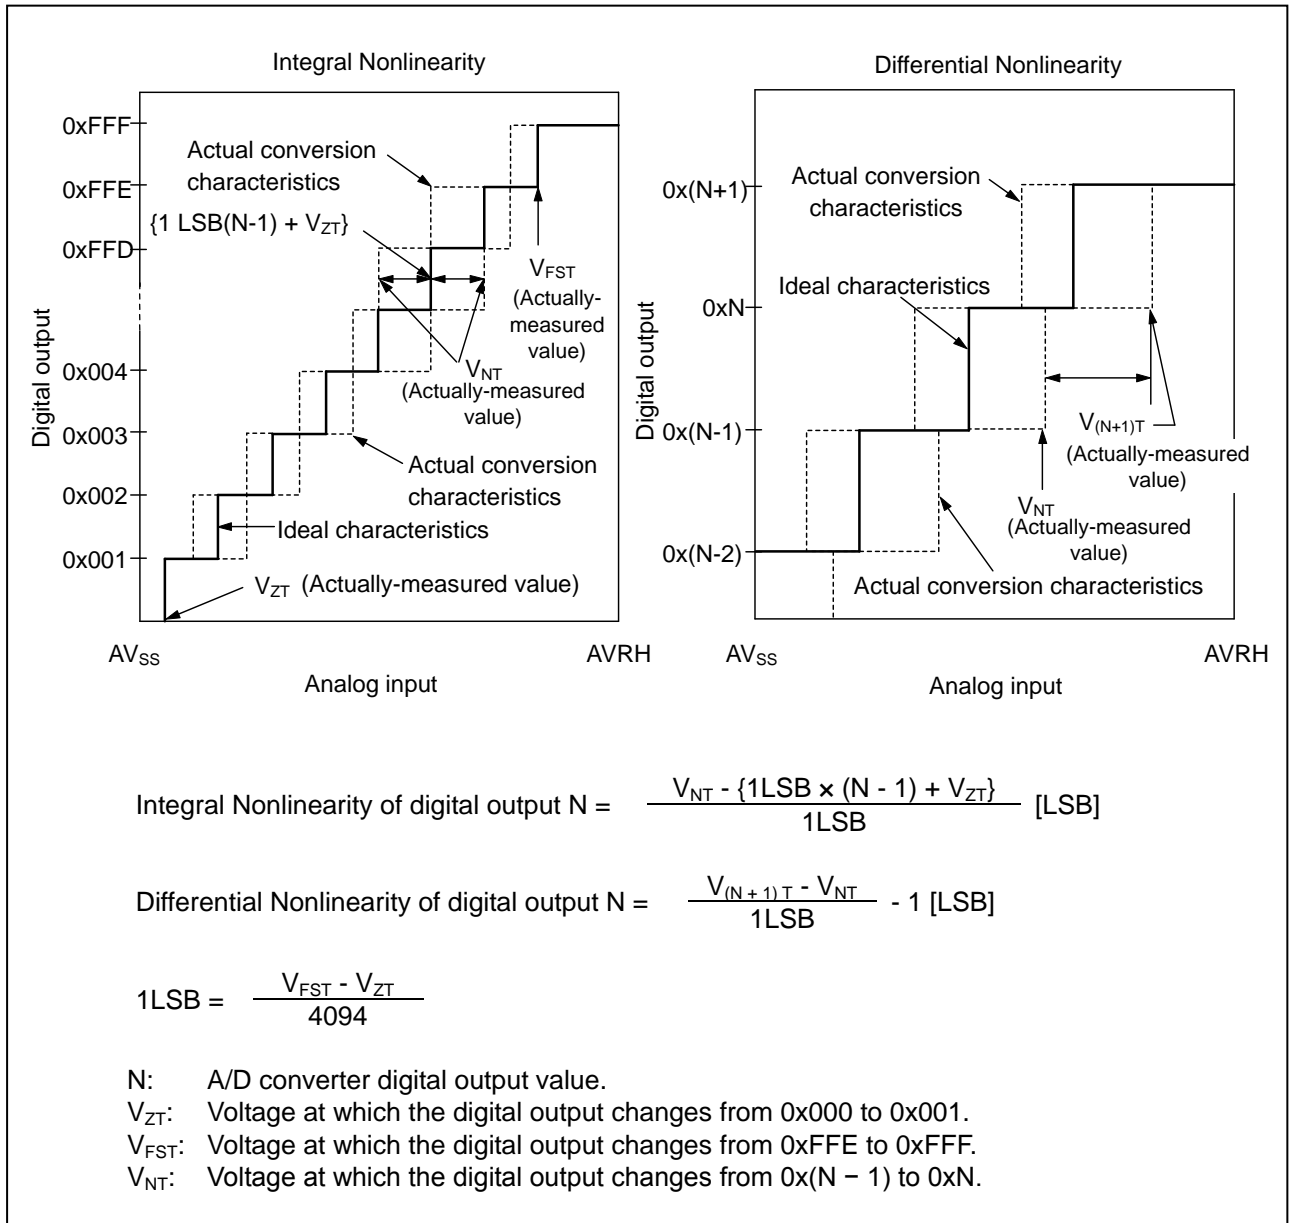 Integral Nonlinearity
0xFFF
0xFFE
0xFFD
0x004
0x003
0x002
0x001
Digital output
Actual conversion
characteristics
{1 LSB(N-1) + VZT}
VFST
(Actually-
measured
value)
VNT
(Actually-measured
value)
Actual conversion
characteristics
Ideal characteristics
VZT (Actually-measured value)
AVSS
AVRH
Analog input
Differential Nonlinearity
0x(N+1)
0xN
0x(N-1)
0x(N-2)
Digital output
Actual conversion
characteristics
Ideal characteristics
V(N+1)T
(Actually-measured
value)
VNT
(Actually-measured
value)
Actual conversion characteristics
AVSS
AVRH
Analog input
Integral Nonlinearity of digital output N = VNT - {1LSB × (N - 1) + VZT} / 1LSB [LSB]
Differential Nonlinearity of digital output N = V(N + 1) T - VNT / 1LSB - 1 [LSB]
1LSB = VFST - VZT / 4094
N: A/D converter digital output value.
VZT: Voltage at which the digital output changes from 0x000 to 0x001.
VFST: Voltage at which the digital output changes from 0xFFE to 0xFFF.
VNT: Voltage at which the digital output changes from 0x(N − 1) to 0xN.